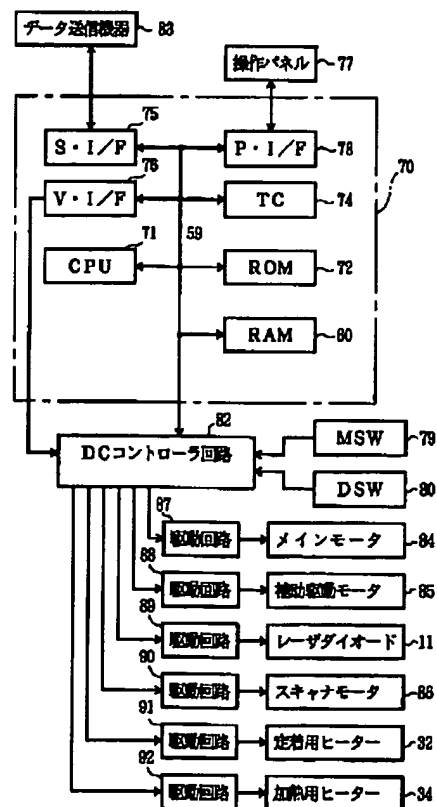 データ送信機器 83
操作パネル 77
75
S・I/F
P・I/F 78
70
76
V・I/F
TC 74
71
59
CPU
ROM 72
RAM 60
82
DCコントローラ回路
MSW 79
DSW 80
87
駆動回路 メインモータ 84
88
駆動回路 補助駆動モータ 85
89
駆動回路 レーザダイオード 11
90
駆動回路 スキャナモータ 86
91
駆動回路 定着用ヒーター 32
92
駆動回路 加熱用ヒーター 34